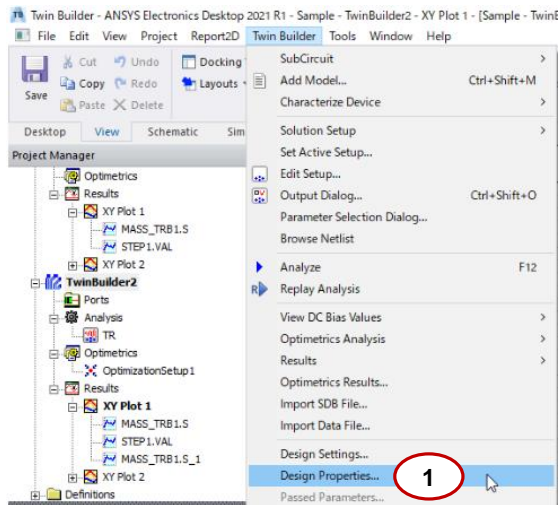 Twin Builder - ANSYS Electronics Desktop 2021 R1 - Sample - TwinBuilder2 - XY Plot 1 - [Sample - TwinB
File Edit View Project Report2D Twin Builder Tools Window Help
Save
Cut Undo Docking
Copy Redo Layouts
Paste Delete
Desktop View Schematic Sim
Project Manager
Optimetrics
Results
XY Plot 1
MASS_TRB1.S
STEP1.VAL
XY Plot 2
TwinBuilder2
Ports
Analysis
TR
Optimetrics
OptimizationSetup1
Results
XY Plot 1
MASS_TRB1.S
STEP1.VAL
MASS_TRB1.S_1
XY Plot 2
Definitions
SubCircuit
Add Model... Ctrl+Shift+M
Characterize Device
Solution Setup
Set Active Setup...
Edit Setup...
Output Dialog... Ctrl+Shift+O
Parameter Selection Dialog...
Browse Netlist
Analyze F12
Replay Analysis
View DC Bias Values
Optimetrics Analysis
Results
Optimetrics Results...
Import SDB File...
Import Data File...
Design Settings...
Design Properties... 1
Passed Parameters...